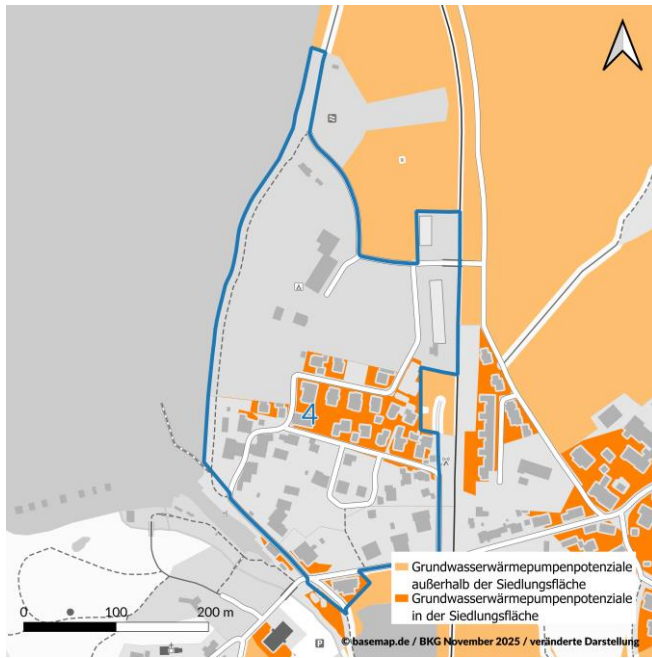 4
Grundwasserwärmepumpenpotenziale
außerhalb der Siedlungsfläche
Grundwasserwärmepumpenpotenziale
in der Siedlungsfläche
0 100 200 m
P
© basemap.de / BKG November 2025 / veränderte Darstellung